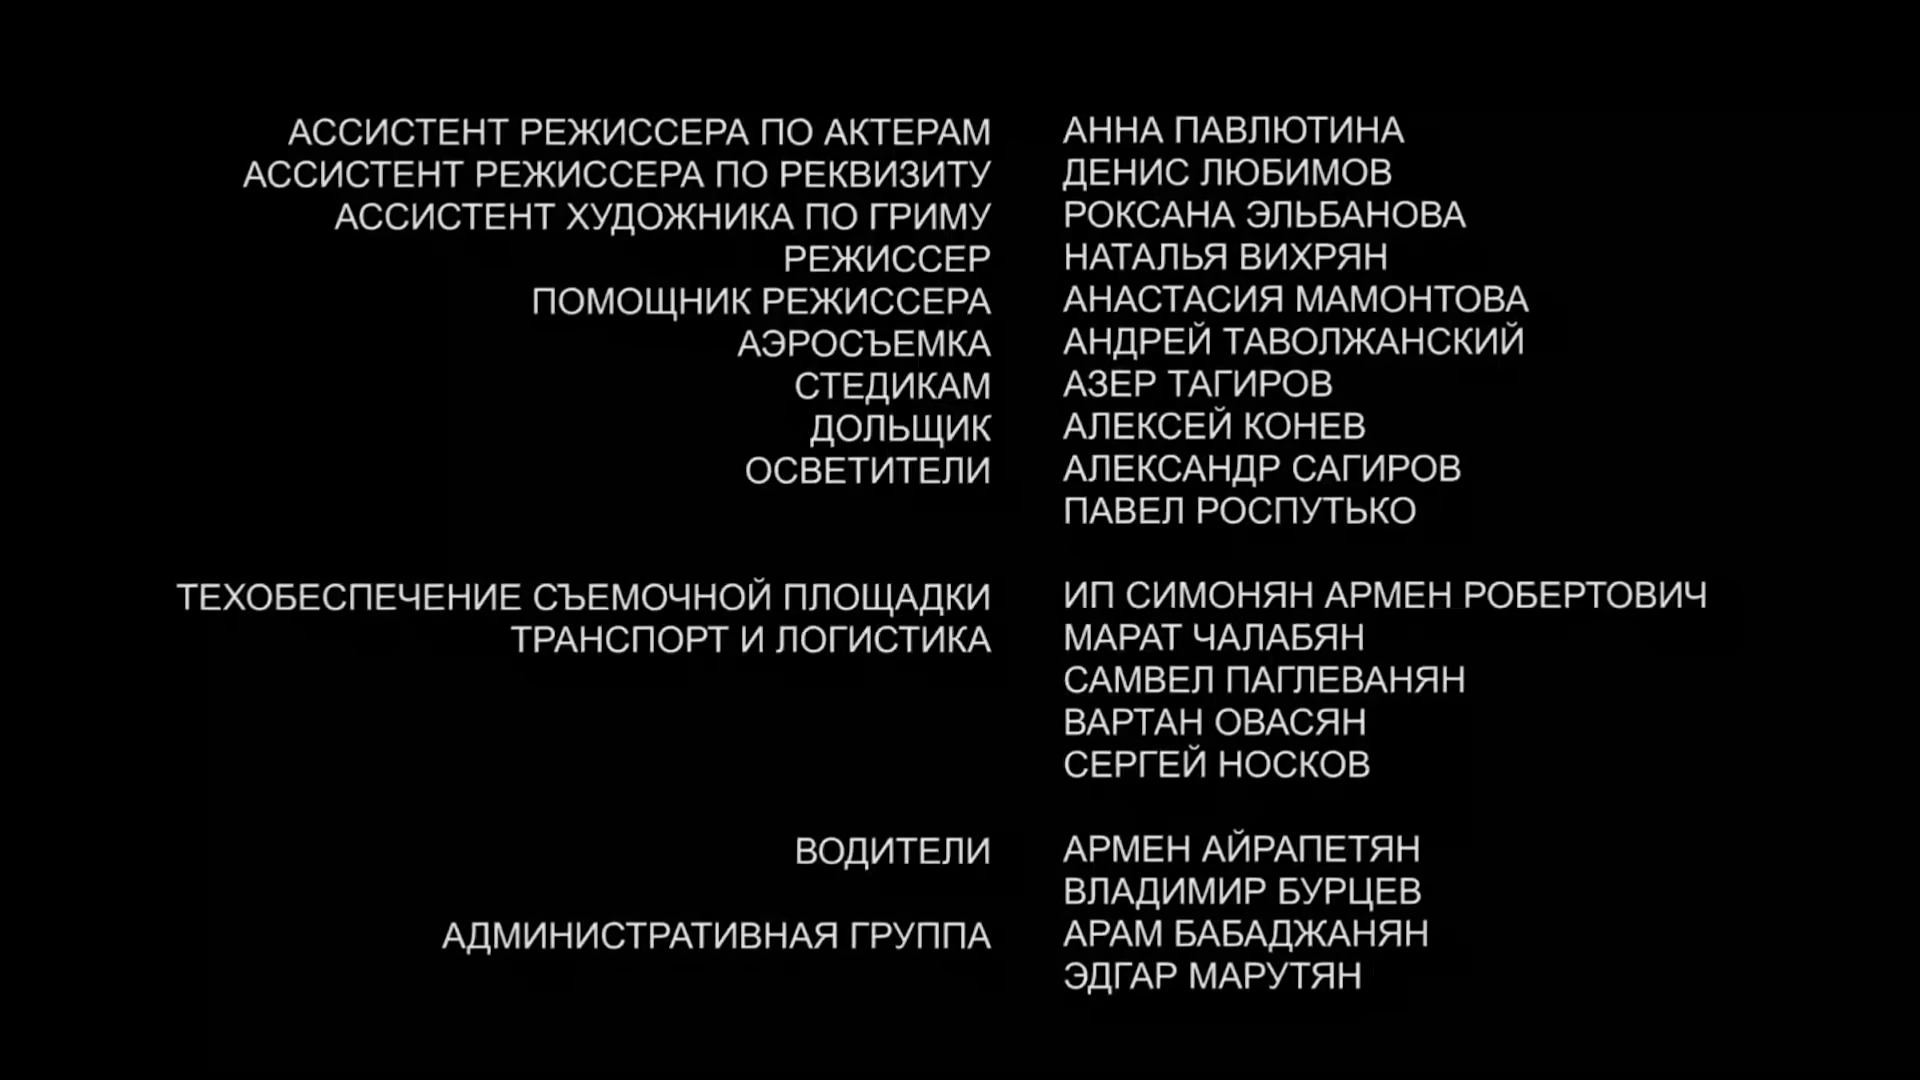 АССИСТЕНТ РЕЖИССЕРА ПО АКТЕРАМ АННА ПАВЛЮТИНА
АССИСТЕНТ РЕЖИССЕРА ПО РЕКВИЗИТУ ДЕНИС ЛЮБИМОВ
АССИСТЕНТ ХУДОЖНИКА ПО ГРИМУ РОКСАНА ЭЛЬБАНОВА
РЕЖИССЕР НАТАЛЬЯ ВИХРЯН
ПОМОЩНИК РЕЖИССЕРА АНАСТАСИЯ МАМОНТОВА
АЭРОСЪЕМКА АНДРЕЙ ТАВОЛЖАНСКИЙ
СТЕДИКАМ АЗЕР ТАГИРОВ
ДОЛЬЩИК АЛЕКСЕЙ КОНЕВ
ОСВЕТИТЕЛИ АЛЕКСАНДР САГИРОВ
ПАВЕЛ РОСПУТЬКО
ТЕХОБЕСПЕЧЕНИЕ СЪЕМОЧНОЙ ПЛОЩАДКИ ИП СИМОНЯН АРМЕН РОБЕРТОВИЧ
ТРАНСПОРТ И ЛОГИСТИКА МАРАТ ЧАЛАБЯН
САМВЕЛ ПАГЛЕВАНЯН
ВАРТАН ОВАСЯН
СЕРГЕЙ НОСКОВ
ВОДИТЕЛИ АРМЕН АЙРАПЕТЯН
ВЛАДИМИР БУРЦЕВ
АДМИНИСТРАТИВНАЯ ГРУППА АРАМ БАБАДЖАНЯН
ЭДГАР МАРУТЯН